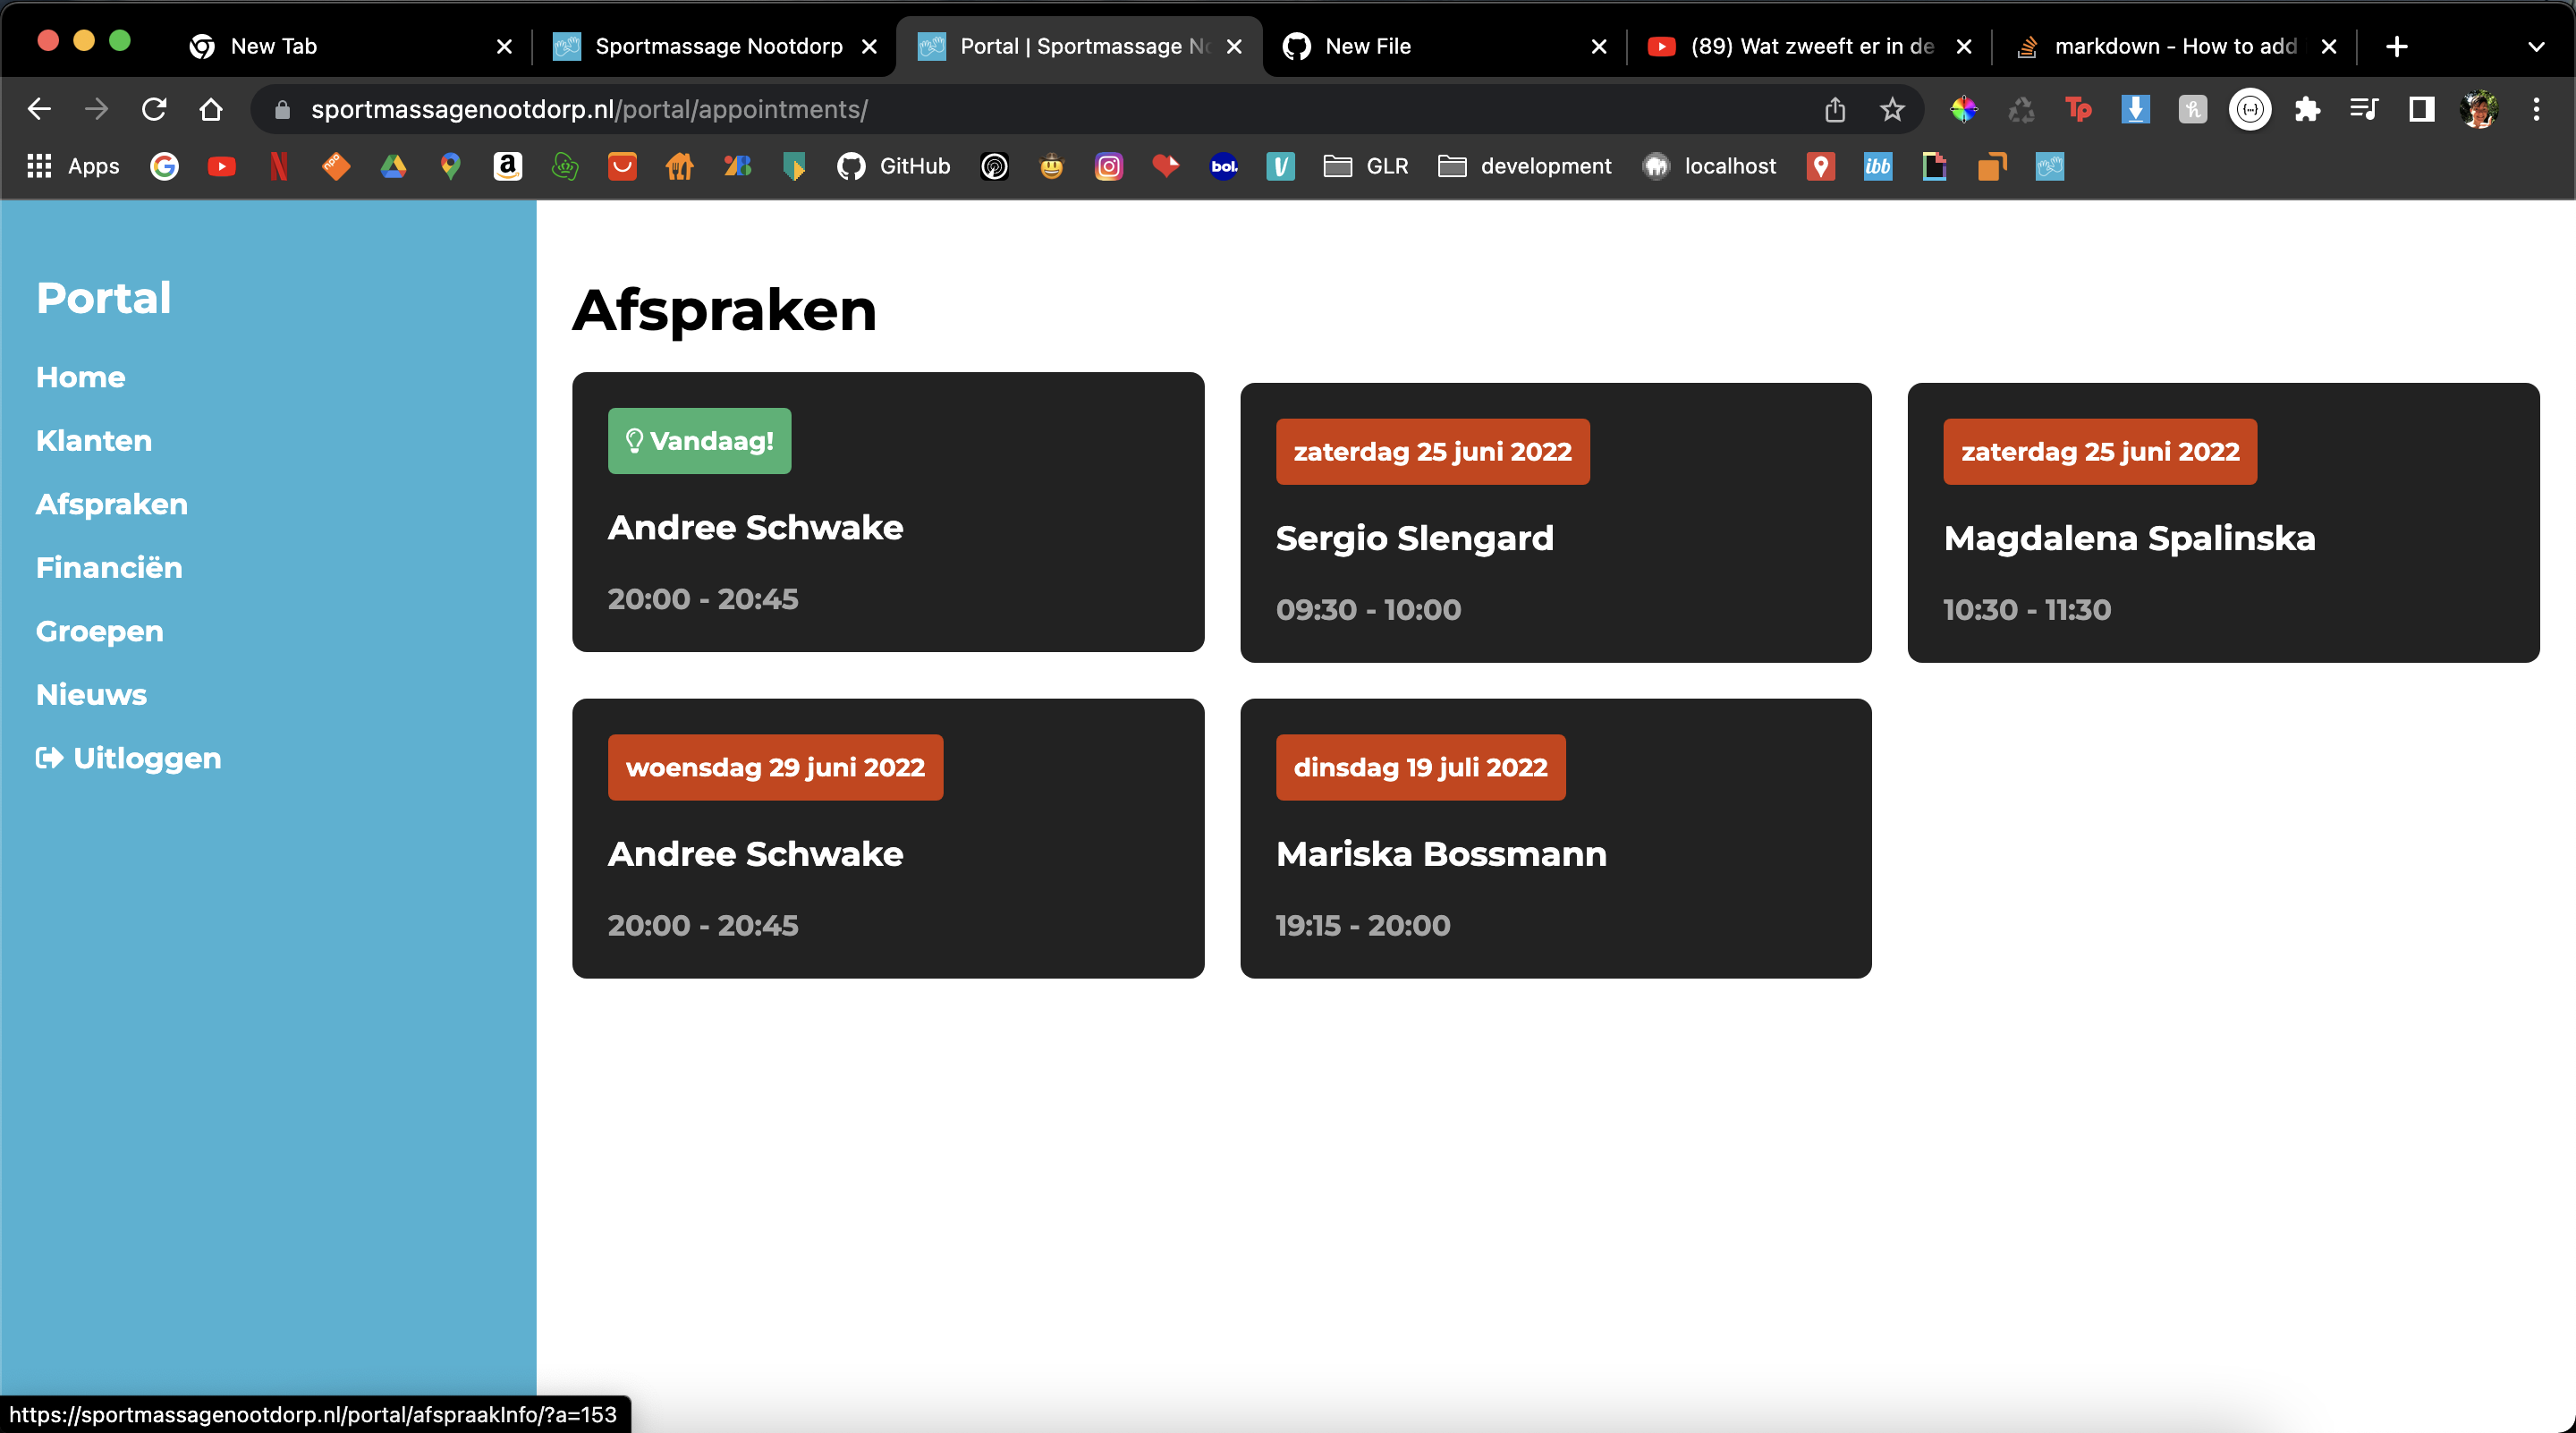 New Tab
Sportmassage Nootdorp
Portal | Sportmassage
New File
(89) Wat zweeft er in de
markdown - How to add
sportmassagenootdorp.nl/portal/appointments/
Tp
Apps
GitHub
bol.
GLR
development
localhost
ibb
Portal
Home
Klanten
Afspraken
Financiën
Groepen
Nieuws
Uitloggen
Afspraken
Vandaag!
Andree Schwake
20:00 - 20:45
zaterdag 25 juni 2022
Sergio Slengard
09:30 - 10:00
zaterdag 25 juni 2022
Magdalena Spalinska
10:30 - 11:30
woensdag 29 juni 2022
Andree Schwake
20:00 - 20:45
dinsdag 19 juli 2022
Mariska Bossmann
19:15 - 20:00
https://sportmassagenootdorp.nl/portal/afspraakInfo/?a=153